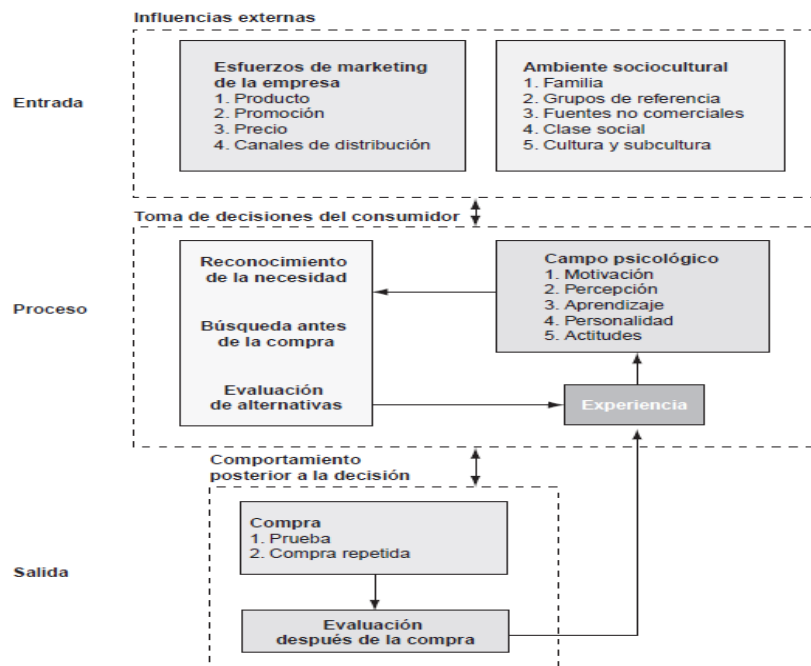 Influencias externas
Entrada
Esfuerzos de marketing
de la empresa
1. Producto
2. Promoción
3. Precio
4. Canales de distribución
Ambiente sociocultural
1. Familia
2. Grupos de referencia
3. Fuentes no comerciales
4. Clase social
5. Cultura y subcultura
Toma de decisiones del consumidor
Proceso
Reconocimiento
de la necesidad
Búsqueda antes
de la compra
Evaluación
de alternativas
Campo psicológico
1. Motivación
2. Percepción
3. Aprendizaje
4. Personalidad
5. Actitudes
Experiencia
Comportamiento
posterior a la decisión
Salida
Compra
1. Prueba
2. Compra repetida
Evaluación
después de la compra